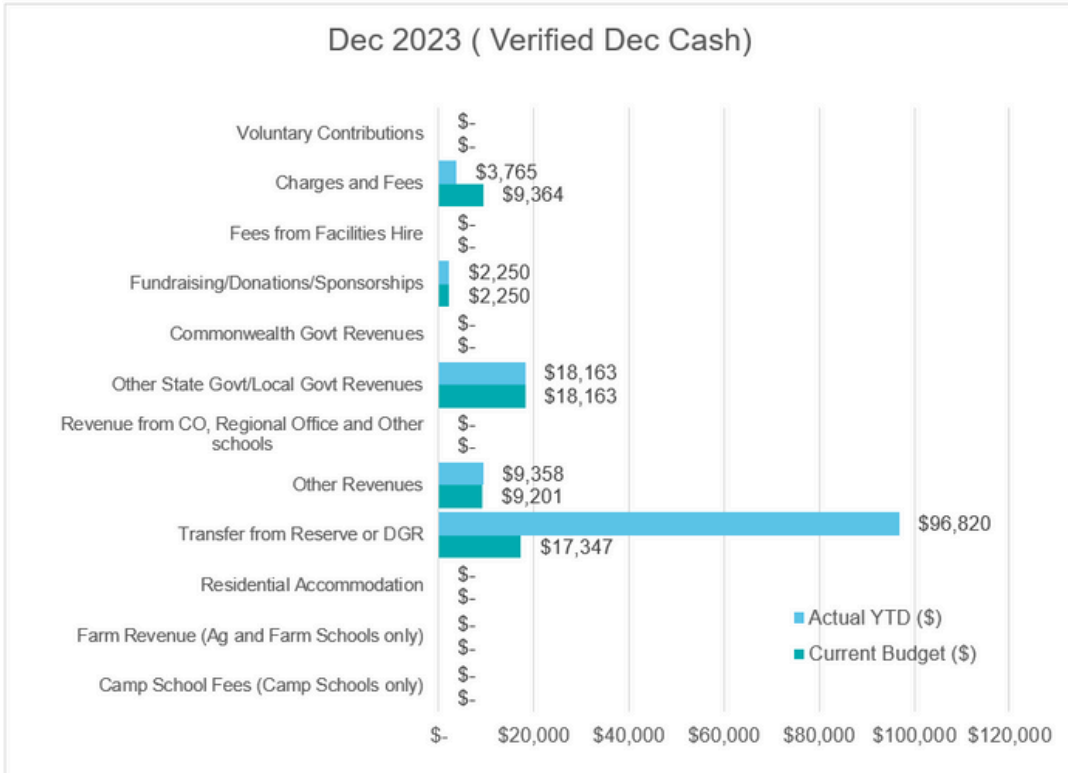 Dec 2023 ( Verified Dec Cash)
Voluntary Contributions
$-
$-
Charges and Fees
$3,765
$9,364
Fees from Facilities Hire
$-
$-
Fundraising/Donations/Sponsorships
$2,250
$2,250
Commonwealth Govt Revenues
$-
$-
Other State Govt/Local Govt Revenues
$18,163
$18,163
Revenue from CO, Regional Office and Other
schools
$-
$-
Other Revenues
$9,358
$9,201
Transfer from Reserve or DGR
$96,820
$17,347
Residential Accommodation
$-
$-
Farm Revenue (Ag and Farm Schools only)
$-
$-
Camp School Fees (Camp Schools only)
$-
$-
Actual YTD ($)
Current Budget ($)
$- $20,000 $40,000 $60,000 $80,000 $100,000 $120,000